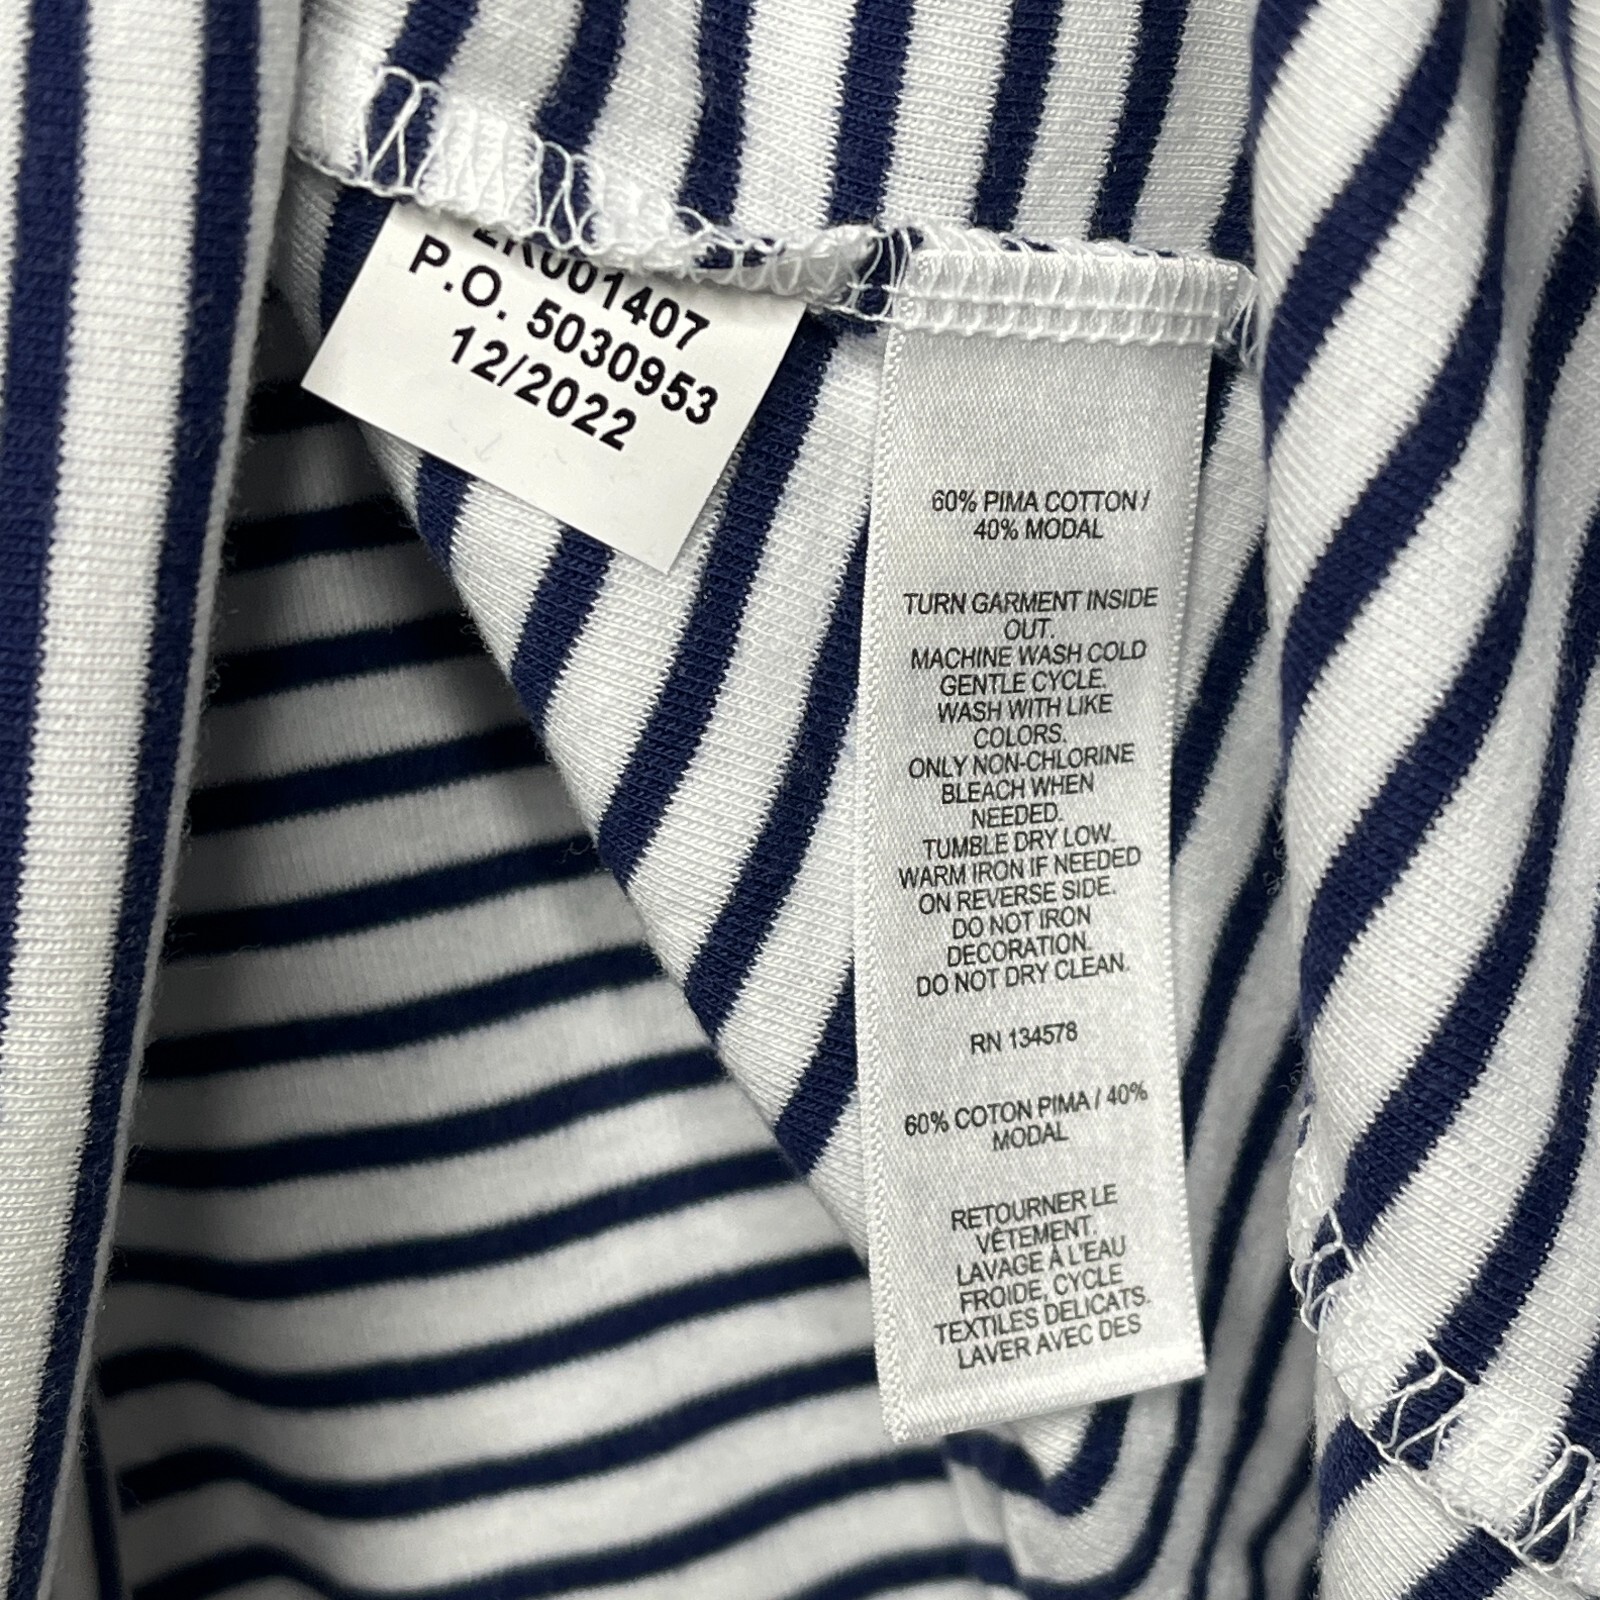 P.O. 5030953
12/2022
60% PIMA COTTON /
40% MODAL
TURN GARMENT INSIDE
OUT.
MACHINE WASH COLD
GENTLE CYCLE.
WASH WITH LIKE
COLORS.
ONLY NON-CHLORINE
BLEACH WHEN
NEEDED.
TUMBLE DRY LOW.
WARM IRON IF NEEDED
ON REVERSE SIDE.
DO NOT IRON
DECORATION.
DO NOT DRY CLEAN.
RN 134578
60% COTON PIMA / 40%
MODAL
RETOURNER LE
VÊTEMENT.
LAVAGE À L'EAU
FROIDE, CYCLE
TEXTILES DELICATS.
LAVER AVEC DES